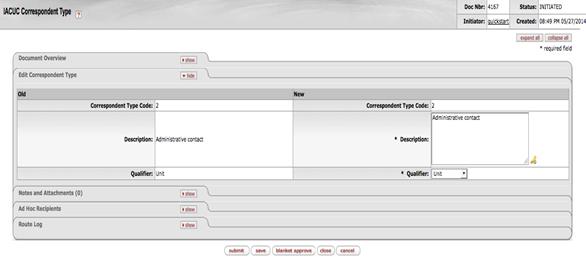 IACUC Correspondent Type ?
Doc Nbr: 4167 Status: INITIATED
Initiator: quickstart Created: 08:49 PM 05/27/2014
expand all collapse all
* required field
Document Overview show
Edit Correspondent Type hide
Old New
Correspondent Type Code: 2 Correspondent Type Code: 2
Description: Administrative contact * Description: Administrative contact
Qualifier: Unit * Qualifier: Unit
Notes and Attachments (0) show
Ad Hoc Recipients show
Route Log show
submit save blanket approve close cancel